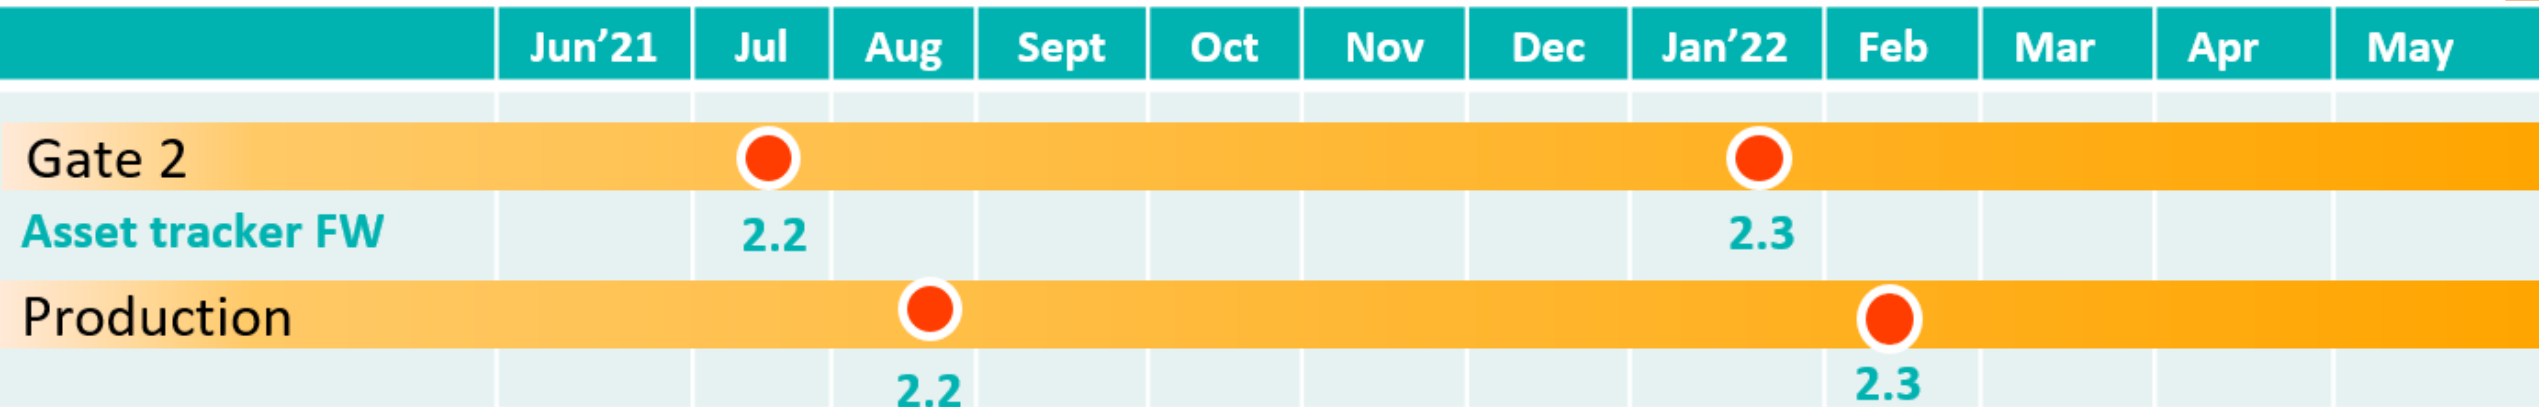 Jun’21 Jul Aug Sept Oct Nov Dec Jan’22 Feb Mar Apr May
Gate 2
Asset tracker FW 2.2 2.3
Production
2.2 2.3